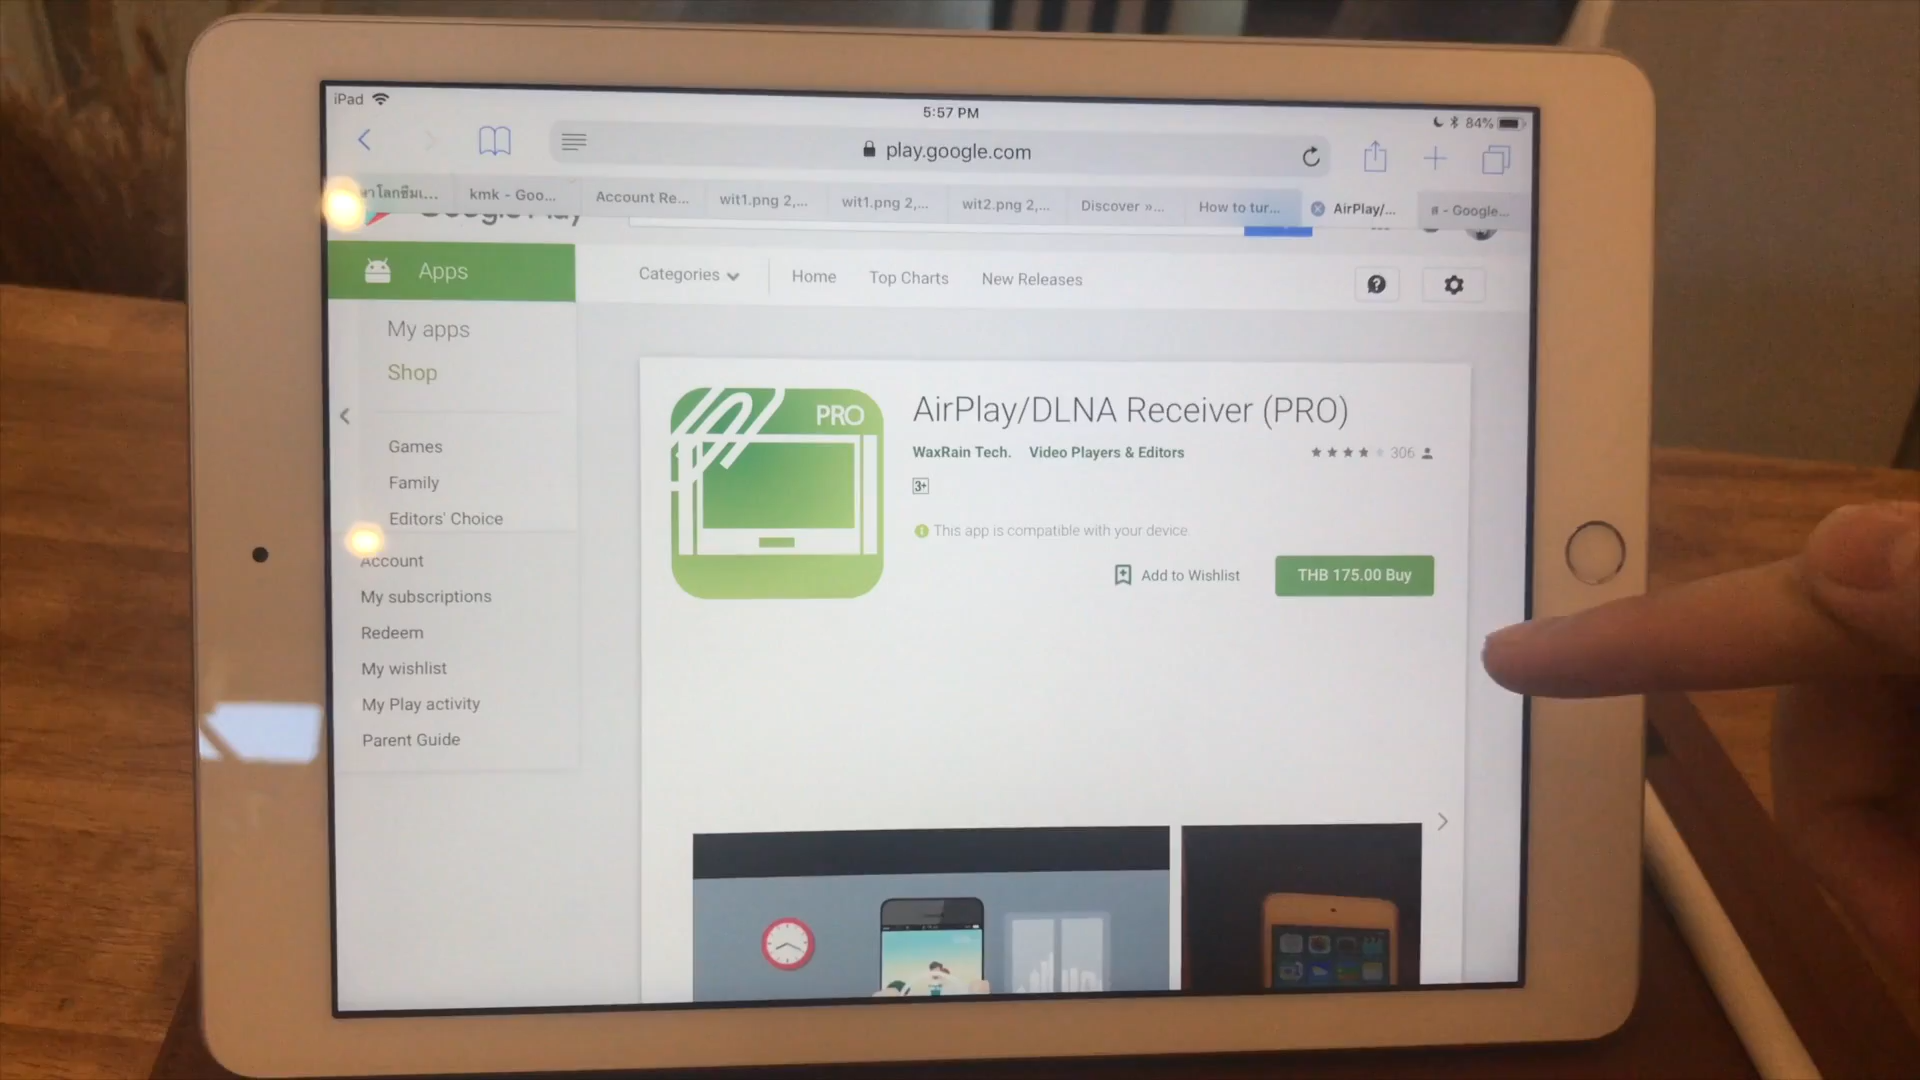 iPad
5:57 PM
84%
play.google.com
kmk - Goo...
Account Re...
wit1.png 2,...
wit1.png 2,...
wit2.png 2,...
Discover »...
How to tur...
AirPlay/...
- Google...
Google Play
Apps
Categories
Home
Top Charts
New Releases
My apps
Shop
Games
Family
Editors' Choice
Account
My subscriptions
Redeem
My wishlist
My Play activity
Parent Guide
PRO
AirPlay/DLNA Receiver (PRO)
WaxRain Tech.
Video Players & Editors
306
3+
This app is compatible with your device.
Add to Wishlist
THB 175.00 Buy